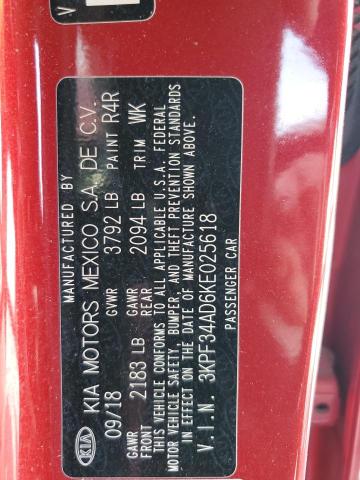 V
MANUFACTURED BY
KIA KIA MOTORS MEXICO S.A. DE C.V.
09/18 GVWR 3792 LB PAINT R4R
GAWR FRONT 2183 LB GAWR REAR 2094 LB TRIM WK
THIS VEHICLE CONFORMS TO ALL APPLICABLE U.S.A. FEDERAL
MOTOR VEHICLE SAFETY, BUMPER, AND THEFT PREVENTION STANDARDS
IN EFFECT ON THE DATE OF MANUFACTURE SHOWN ABOVE.
V.I.N. 3KPF34AD6KE025618
PASSENGER CAR